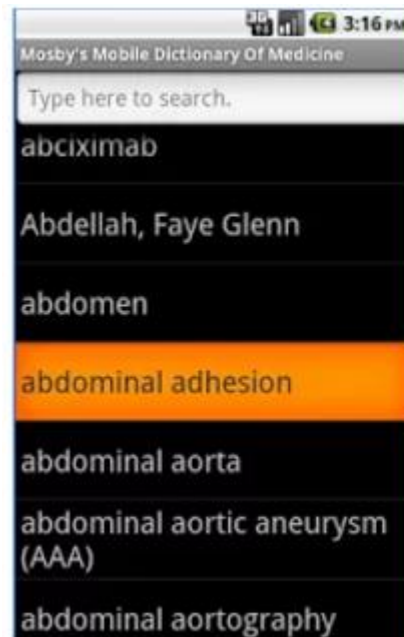 3:16 PM
Mosby's Mobile Dictionary Of Medicine
Type here to search.
abciximab
Abdellah, Faye Glenn
abdomen
abdominal adhesion
abdominal aorta
abdominal aortic aneurysm
(AAA)
abdominal aortography